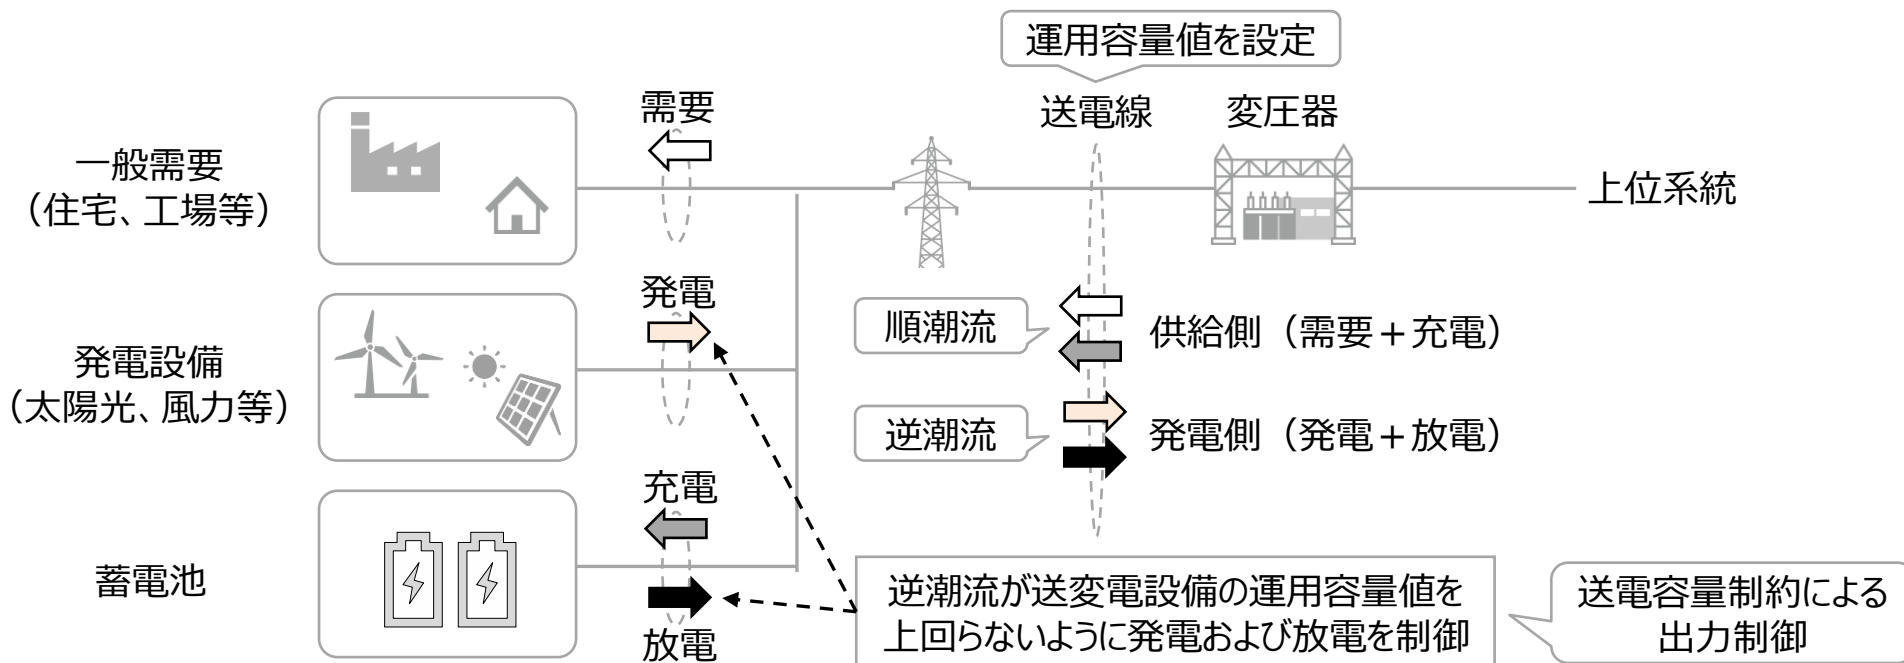 運用容量値を設定
需要
送電線
変圧器
一般需要
（住宅、工場等）
上位系統
発電
順潮流
供給側（需要＋充電）
発電設備
（太陽光、風力等）
逆潮流
発電側（発電＋放電）
充電
蓄電池
放電
逆潮流が送変電設備の運用容量値を
上回らないように発電および放電を制御
送電容量制約による
出力制御